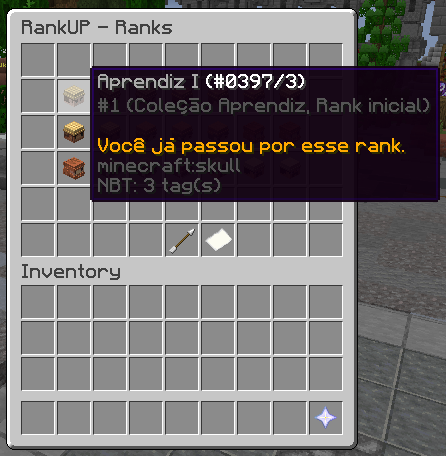 RankUP - Ranks
Aprendiz I (#0397/3)
#1 (Coleção Aprendiz, Rank inicial)
Você já passou por esse rank.
minecraft:skull
NBT: 3 tag(s)
Inventory